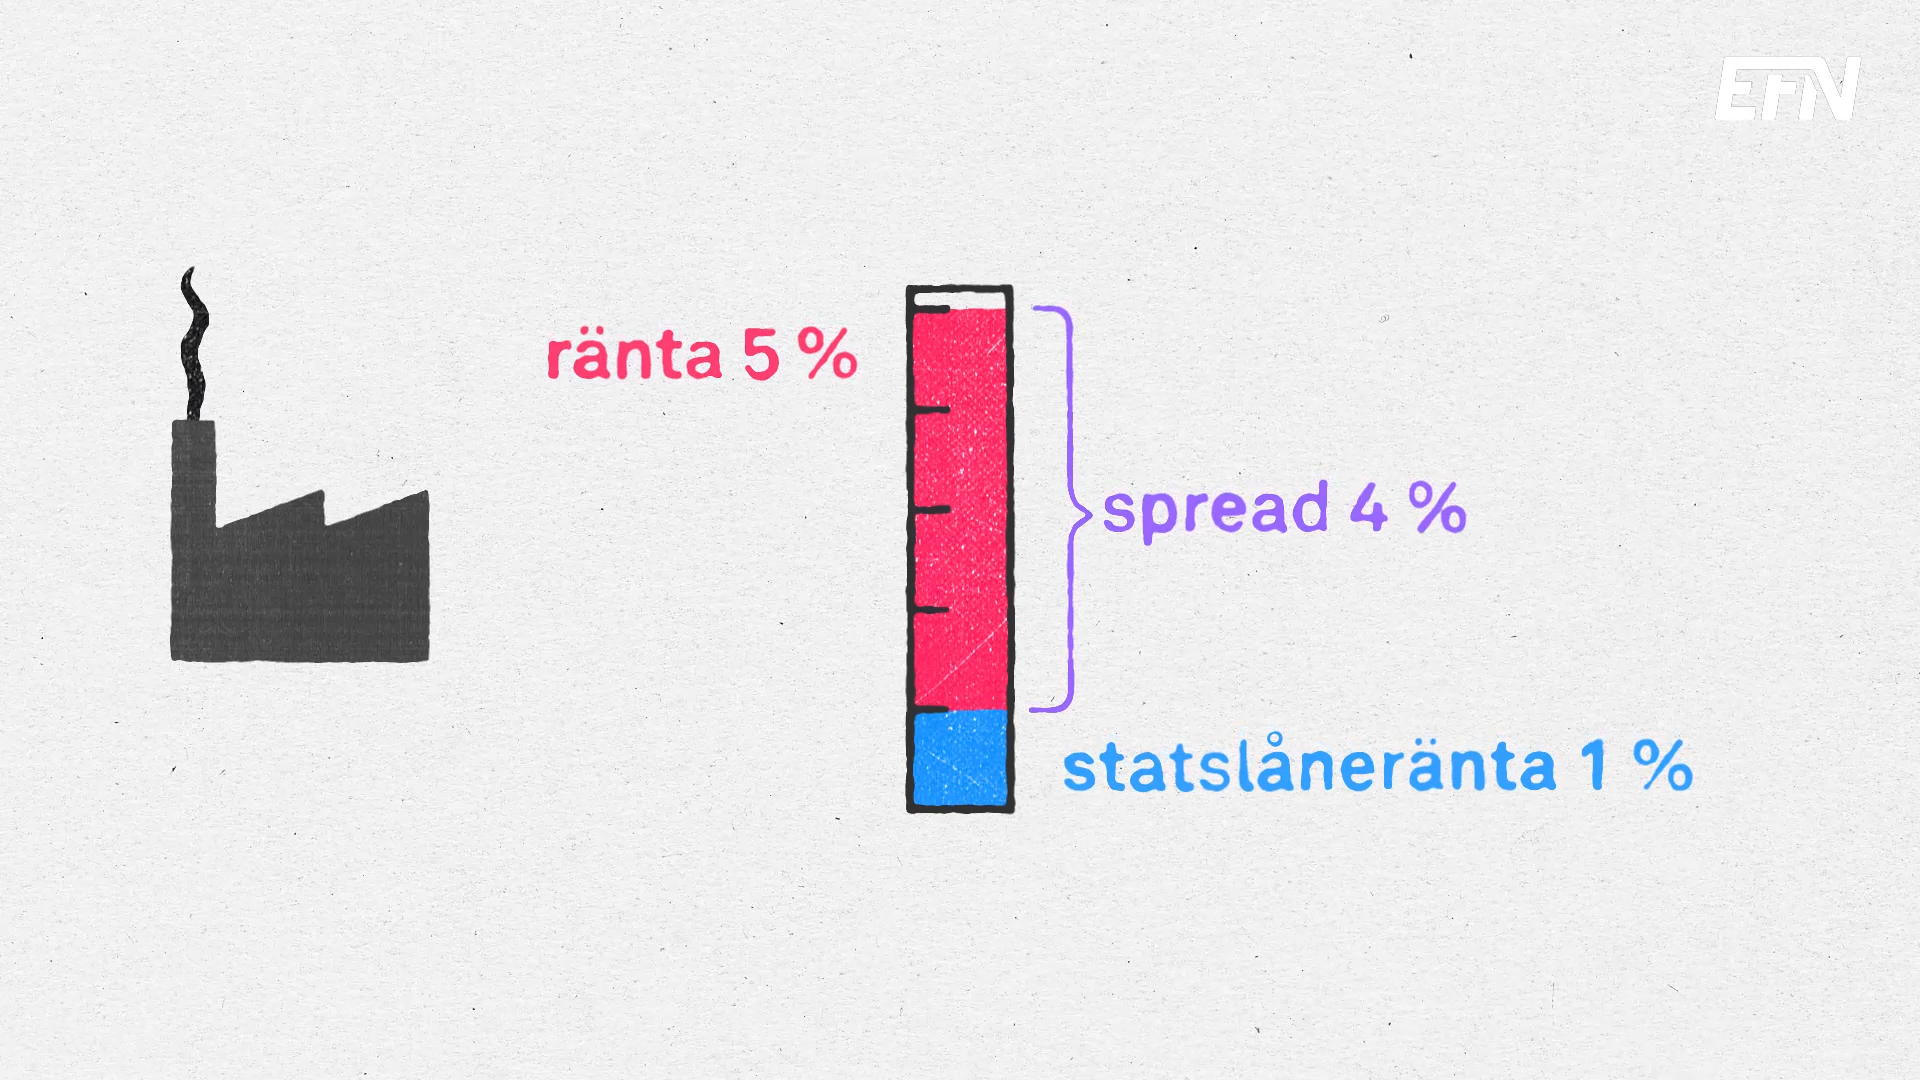 EFN
ränta 5 %
spread 4 %
statslåneränta 1 %